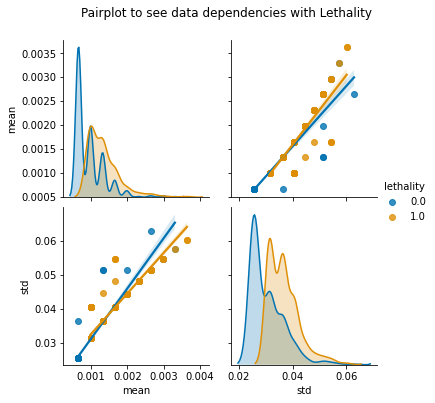 Pairplot to see data dependencies with Lethality
0.0035
0.0030
0.0025
0.0020
0.0015
0.0010
0.0005
mean
lethality
0.0
1.0
0.06
0.05
0.04
0.03
std
0.001 0.002 0.003 0.004
mean
0.02 0.04 0.06
std